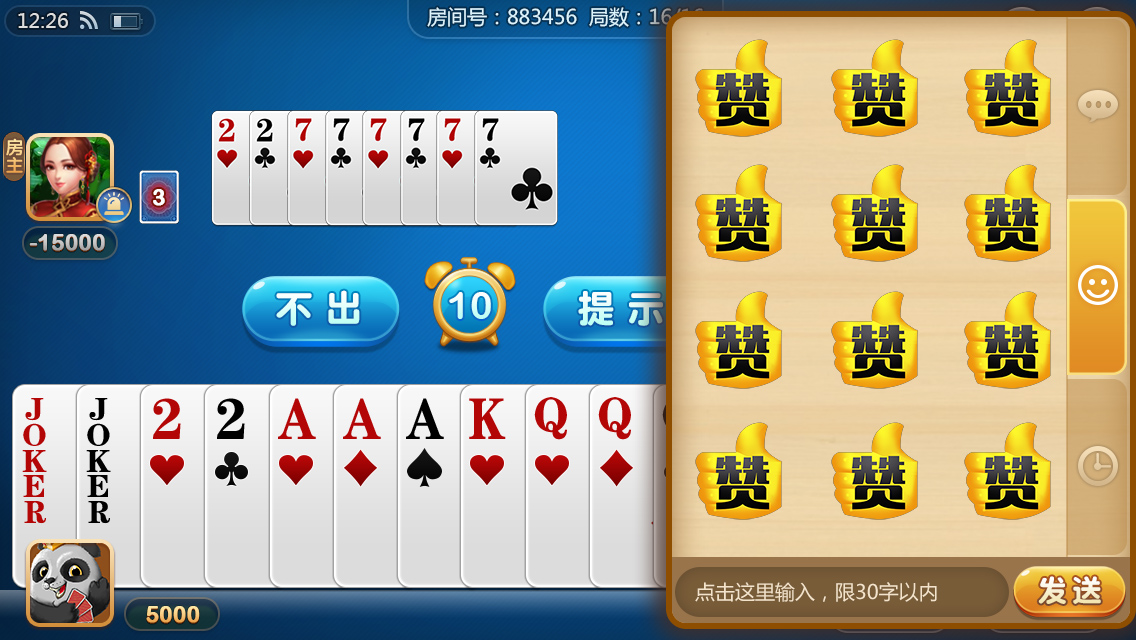 12:26
房间号：883456 局数：16/16
房主
3
-15000
2 2 7 7 7 7 7 7
不出
10
提示
JOKER JOKER 2 2 A A A K Q Q
5000
赞 赞 赞
赞 赞 赞
赞 赞 赞
赞 赞 赞
点击这里输入，限30字以内
发送